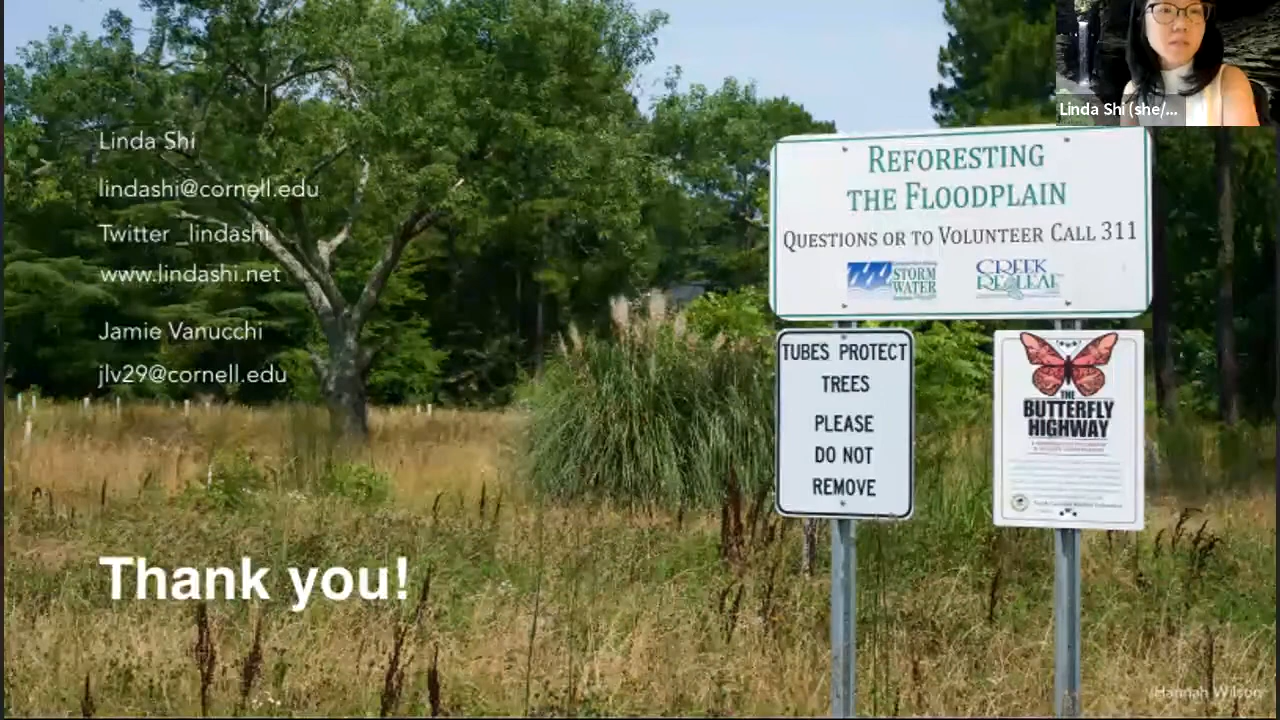 Linda Shi (she/...
Linda Shi
lindashi@cornell.edu
Twitter _lindashi
www.lindashi.net
Jamie Vanucchi
jlv29@cornell.edu
Thank you!
REFORESTING
THE FLOODPLAIN
QUESTIONS OR TO VOLUNTEER CALL 311
STORM
WATER
CREEK
RELEAF
TUBES PROTECT
TREES
PLEASE
DO NOT
REMOVE
THE
BUTTERFLY
HIGHWAY
Hannah Wilson